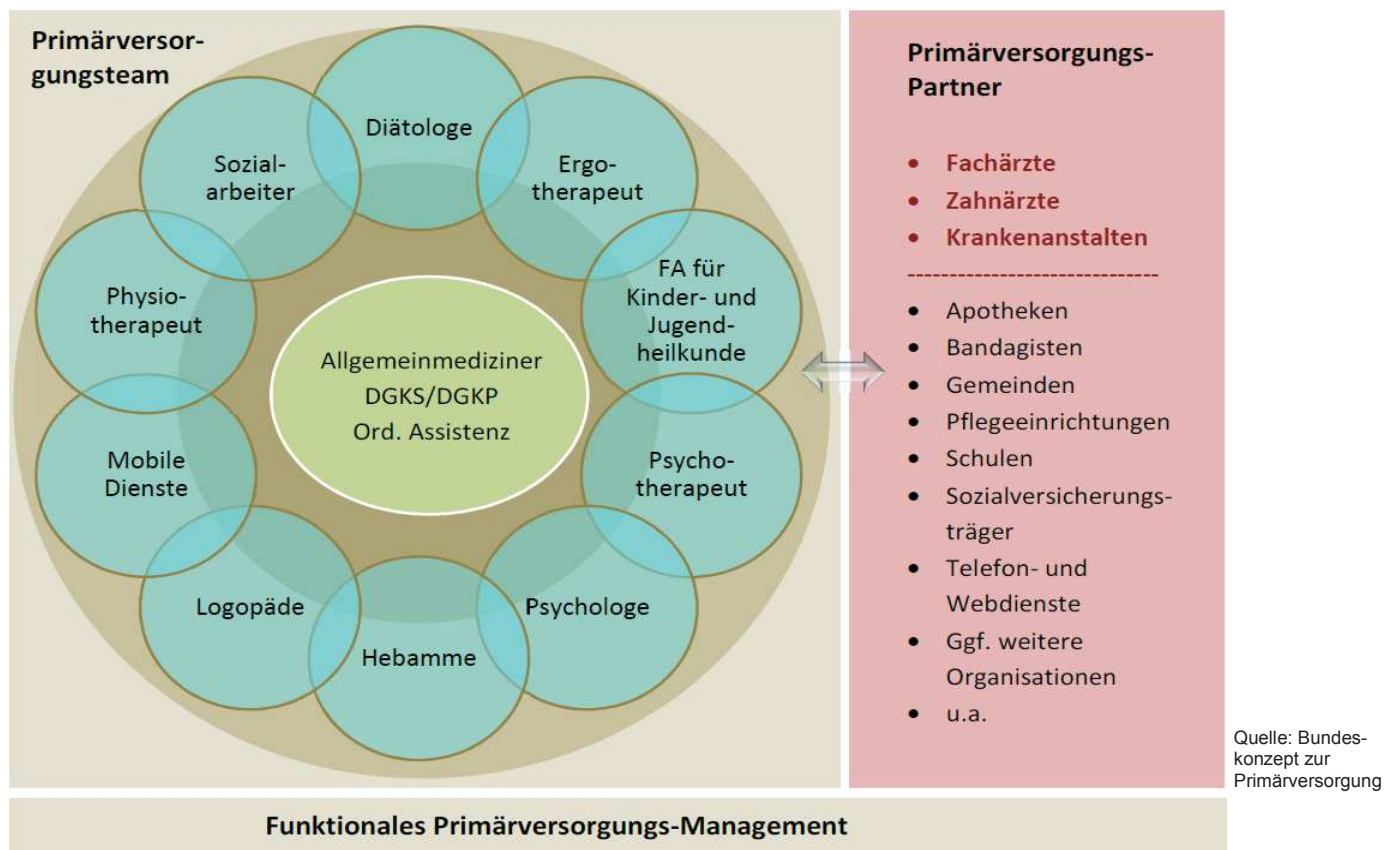 Primärversor-
gungsteam
Diätologe
Ergo-
therapeut
FA für
Kinder- und
Jugend-
heilkunde
Psycho-
therapeut
Psychologe
Hebamme
Logopäde
Mobile
Dienste
Physio-
therapeut
Sozial-
arbeiter
Allgemeinmediziner
DGKS/DGKP
Ord. Assistenz
Primärversorgungs-
Partner
• Fachärzte
• Zahnärzte
• Krankenanstalten
------------------------------
• Apotheken
• Bandagisten
• Gemeinden
• Pflegeeinrichtungen
• Schulen
• Sozialversicherungs-
träger
• Telefon- und
Webdienste
• Ggf. weitere
Organisationen
• u.a.
Quelle: Bundes-
konzept zur
Primärversorgung
Funktionales Primärversorgungs-Management